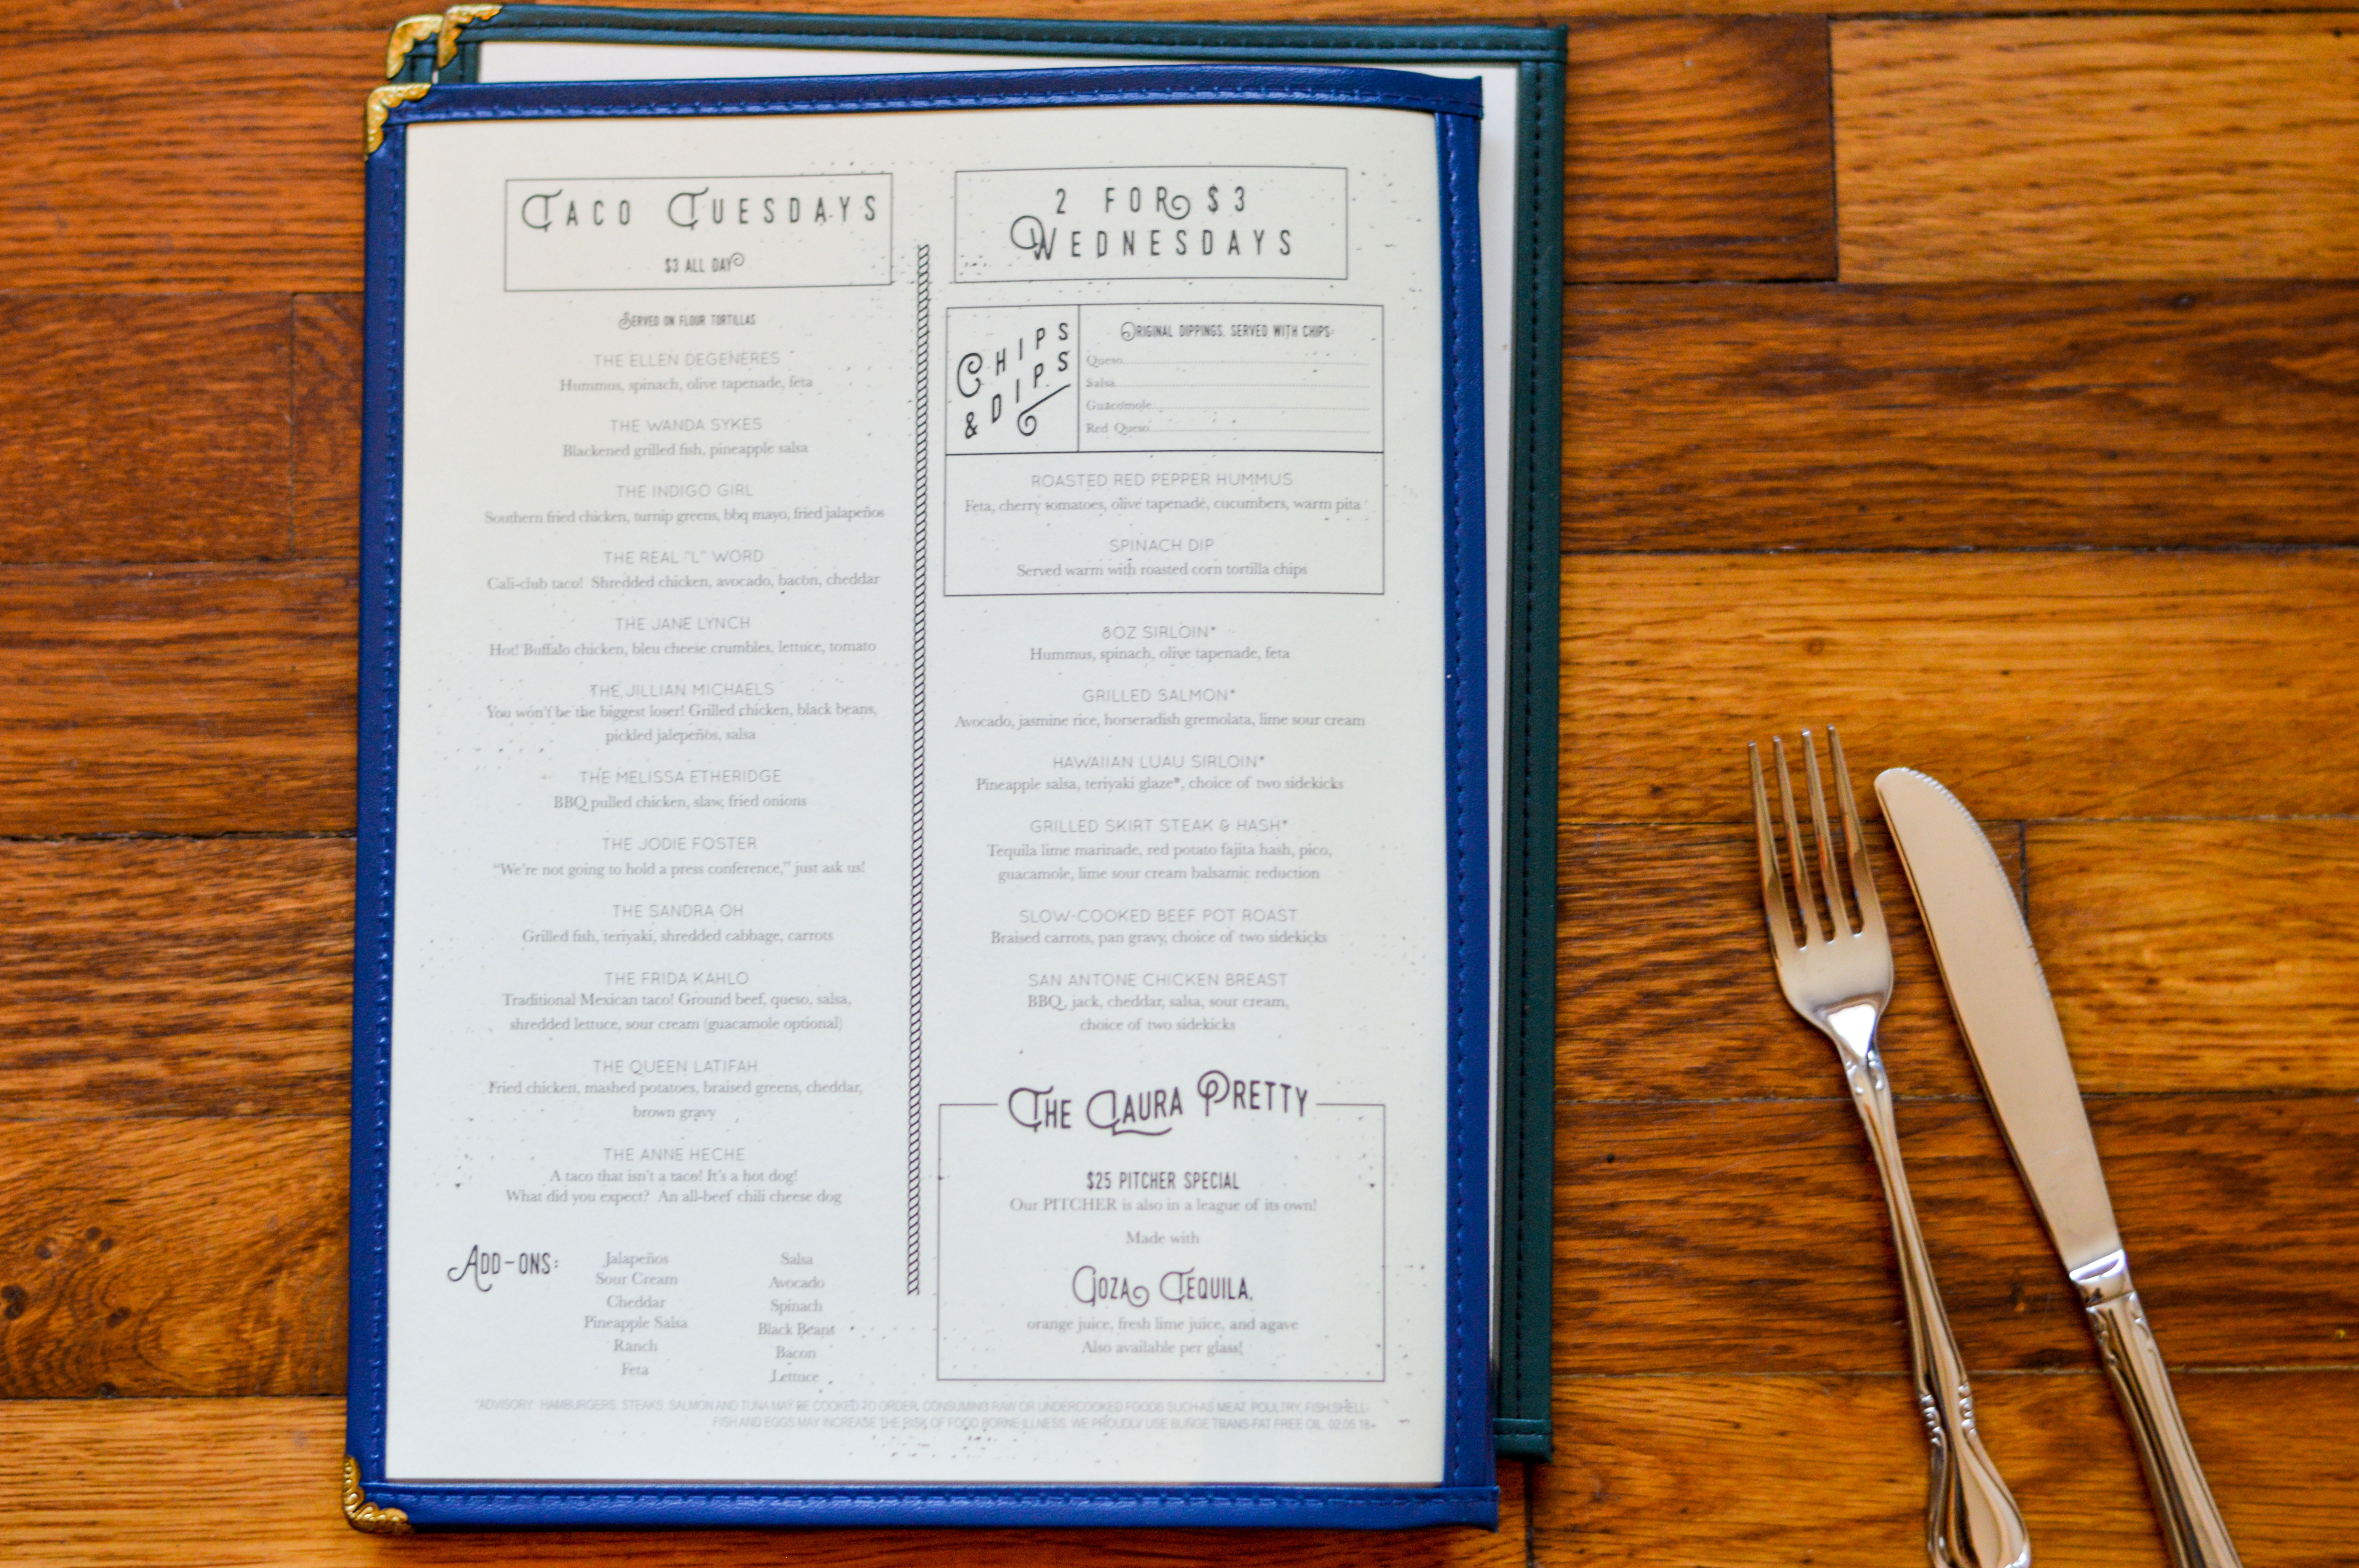 TACO TUESDAYS
$3 ALL DAY
SERVED ON FLOUR TORTILLAS
THE ELLEN DEGENERES
Hummus, spinach, olive tapenade, feta
THE WANDA SYKES
Blackened grilled fish, pineapple salsa
THE INDIGO GIRL
Southern fried chicken, turnip greens, bbq mayo, fried jalapeños
THE REAL "L" WORD
Cali-club taco! Shredded chicken, avocado, bacon, cheddar
THE JANE LYNCH
Hot! Buffalo chicken, bleu cheese crumbles, lettuce, tomato
THE JILLIAN MICHAELS
You won't be the biggest loser! Grilled chicken, black beans,
pickled jalepeños, salsa
THE MELISSA ETHERIDGE
BBQ pulled chicken, slaw, fried onions
THE JODIE FOSTER
"We're not going to hold a press conference," just ask us!
THE SANDRA OH
Grilled fish, teriyaki, shredded cabbage, carrots
THE FRIDA KAHLO
Traditional Mexican taco! Ground beef, queso, salsa,
shredded lettuce, sour cream (guacamole optional)
THE QUEEN LATIFAH
Fried chicken, mashed potatoes, braised greens, cheddar,
brown gravy
THE ANNE HECHE
A taco that isn't a taco! It's a hot dog!
What did you expect? An all-beef chili cheese dog
ADD-ONS:
Jalapeños
Sour Cream
Cheddar
Pineapple Salsa
Ranch
Feta
Salsa
Avocado
Spinach
Black Beans
Bacon
Lettuce
2 FOR $3
WEDNESDAYS
CHIPS
& DIPS
ORIGINAL DIPPINGS. SERVED WITH CHIPS:
Queso
Salsa
Guacomole
Red Queso
ROASTED RED PEPPER HUMMUS
Feta, cherry tomatoes, olive tapenade, cucumbers, warm pita
SPINACH DIP
Served warm with roasted corn tortilla chips
8OZ SIRLOIN*
Hummus, spinach, olive tapenade, feta
GRILLED SALMON*
Avocado, jasmine rice, horseradish gremolata, lime sour cream
HAWAIIAN LUAU SIRLOIN*
Pineapple salsa, teriyaki glaze*, choice of two sidekicks
GRILLED SKIRT STEAK & HASH*
Tequila lime marinade, red potato fajita hash, pico,
guacamole, lime sour cream balsamic reduction
SLOW-COOKED BEEF POT ROAST
Braised carrots, pan gravy, choice of two sidekicks
SAN ANTONE CHICKEN BREAST
BBQ, jack, cheddar, salsa, sour cream,
choice of two sidekicks
THE LAURA PRETTY
$25 PITCHER SPECIAL
Our PITCHER is also in a league of its own!
Made with
GOZA TEQUILA,
orange juice, fresh lime juice, and agave
Also available per glass!
*ADVISORY: HAMBURGERS, STEAKS, SALMON AND TUNA MAY BE COOKED TO ORDER. CONSUMING RAW OR UNDERCOOKED FOODS SUCH AS MEAT, POULTRY, FISH, SHELL-
FISH AND EGGS MAY INCREASE THE RISK OF FOOD BORNE ILLNESS. WE PROUDLY USE BUNGE TRANS-FAT FREE OIL. 02.05.18